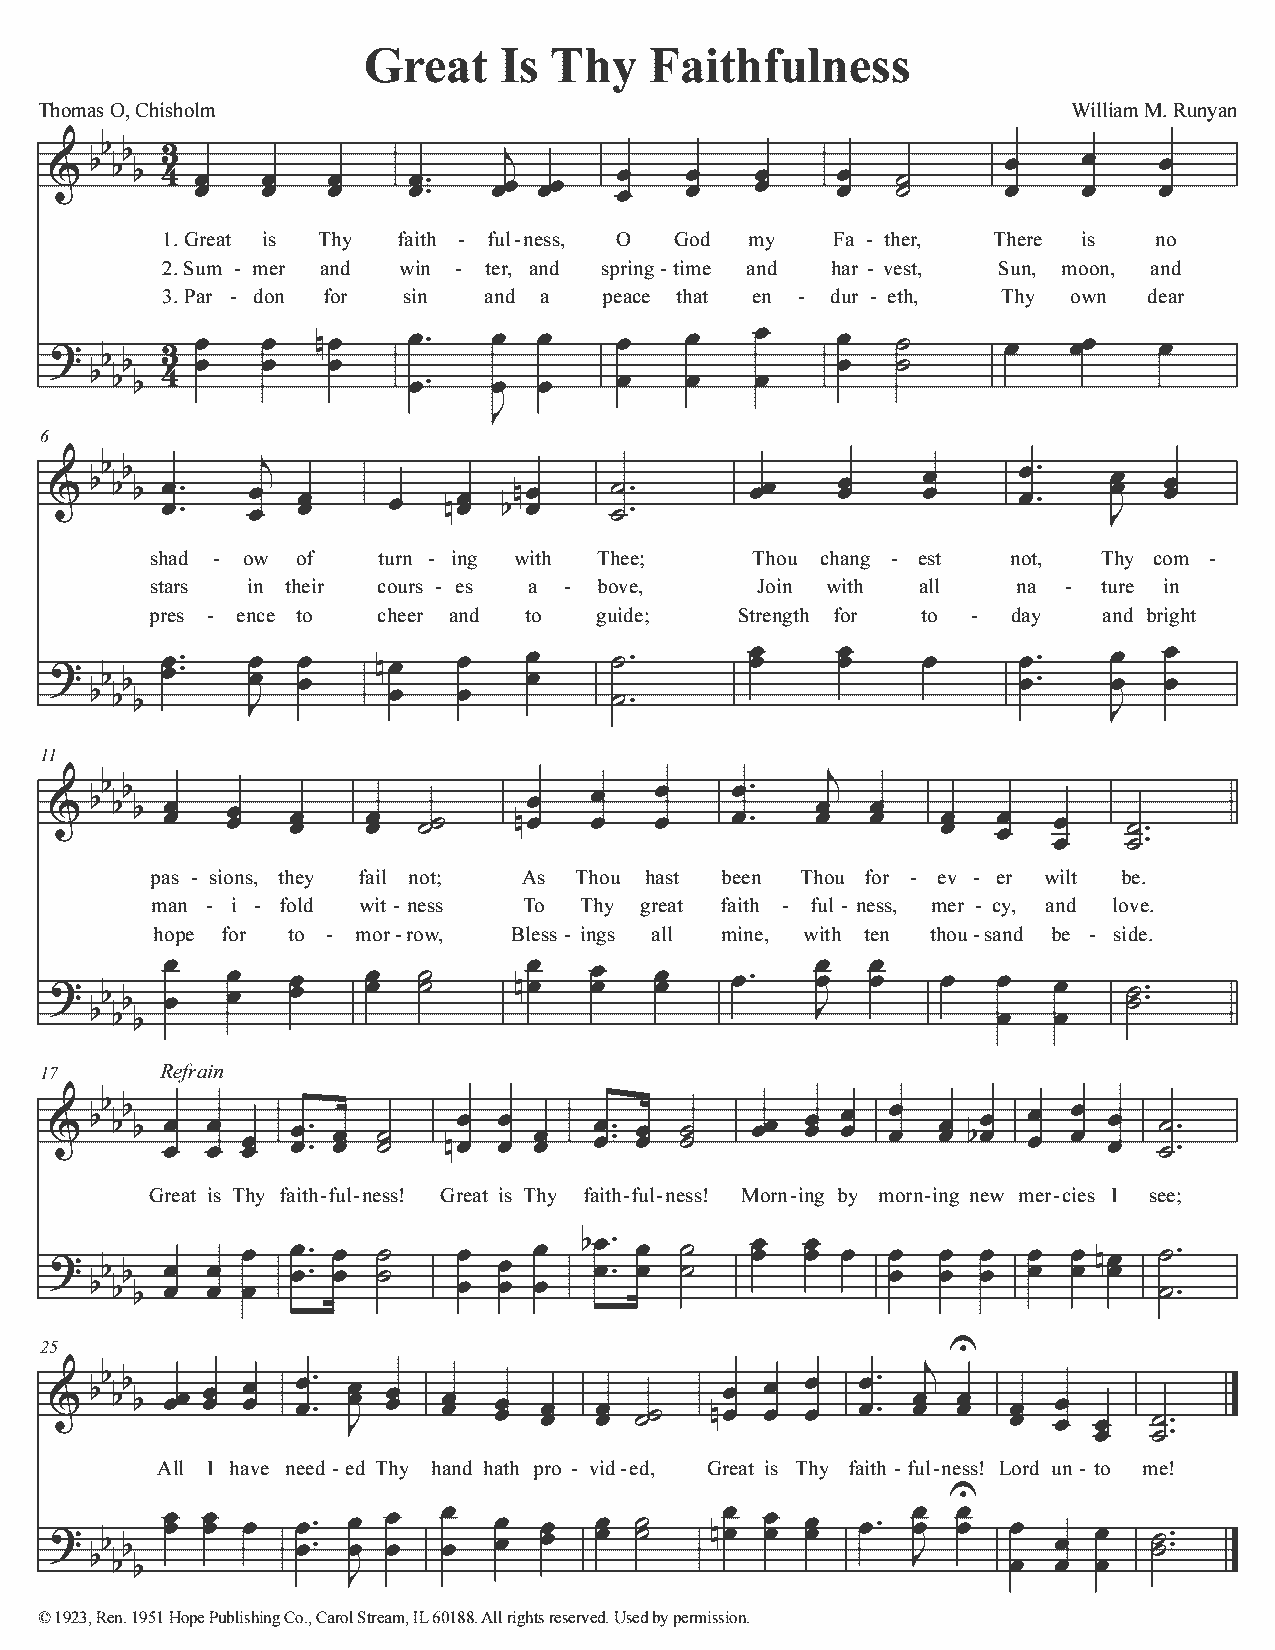 Great Is Thy Faithfulness
Thomas O, Chisholm
William M. Runyan
1. Great is Thy faith - ful - ness, O God my Fa - ther, There is no
2. Sum - mer and win - ter, and spring - time and har - vest, Sun, moon, and
3. Par - don for sin and a peace that en - dur - eth, Thy own dear
6
shad - ow of turn - ing with Thee; Thou chang - est not, Thy com -
stars in their cours - es a - bove, Join with all na - ture in
pres - ence to cheer and to guide; Strength for to - day and bright
11
pas - sions, they fail not; As Thou hast been Thou for - ev - er wilt be.
man - i - fold wit - ness To Thy great faith - ful - ness, mer - cy, and love.
hope for to - mor - row, Bless - ings all mine, with ten thou - sand be - side.
17
Refrain
Great is Thy faith-ful-ness! Great is Thy faith-ful-ness! Morn-ing by morn-ing new mer-cies I see;
25
All I have need - ed Thy hand hath pro - vid - ed, Great is Thy faith - ful - ness! Lord un - to me!
© 1923, Ren. 1951 Hope Publishing Co., Carol Stream, IL 60188. All rights reserved. Used by permission.